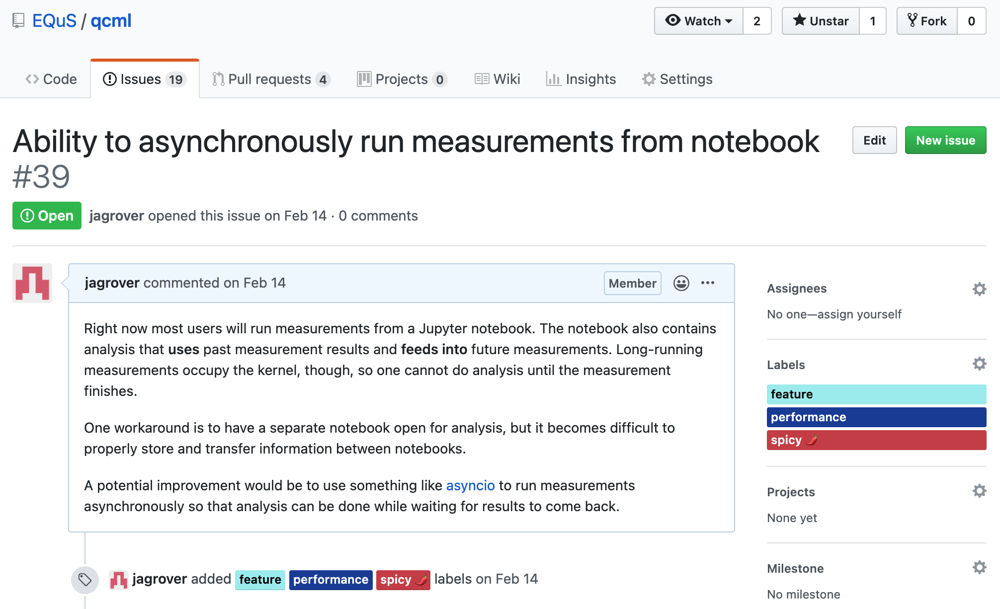 EQuS / qcml
Watch 2 Unstar 1 Fork 0
Code Issues 19 Pull requests 4 Projects 0 Wiki Insights Settings
Ability to asynchronously run measurements from notebook
#39
Edit New issue
Open jagrover opened this issue on Feb 14 · 0 comments
jagrover commented on Feb 14 Member
Right now most users will run measurements from a Jupyter notebook. The notebook also contains
analysis that uses past measurement results and feeds into future measurements. Long-running
measurements occupy the kernel, though, so one cannot do analysis until the measurement
finishes.
One workaround is to have a separate notebook open for analysis, but it becomes difficult to
properly store and transfer information between notebooks.
A potential improvement would be to use something like asyncio to run measurements
asynchronously so that analysis can be done while waiting for results to come back.
jagrover added feature performance spicy 🌶 labels on Feb 14
Assignees
No one—assign yourself
Labels
feature
performance
spicy 🌶
Projects
None yet
Milestone
No milestone